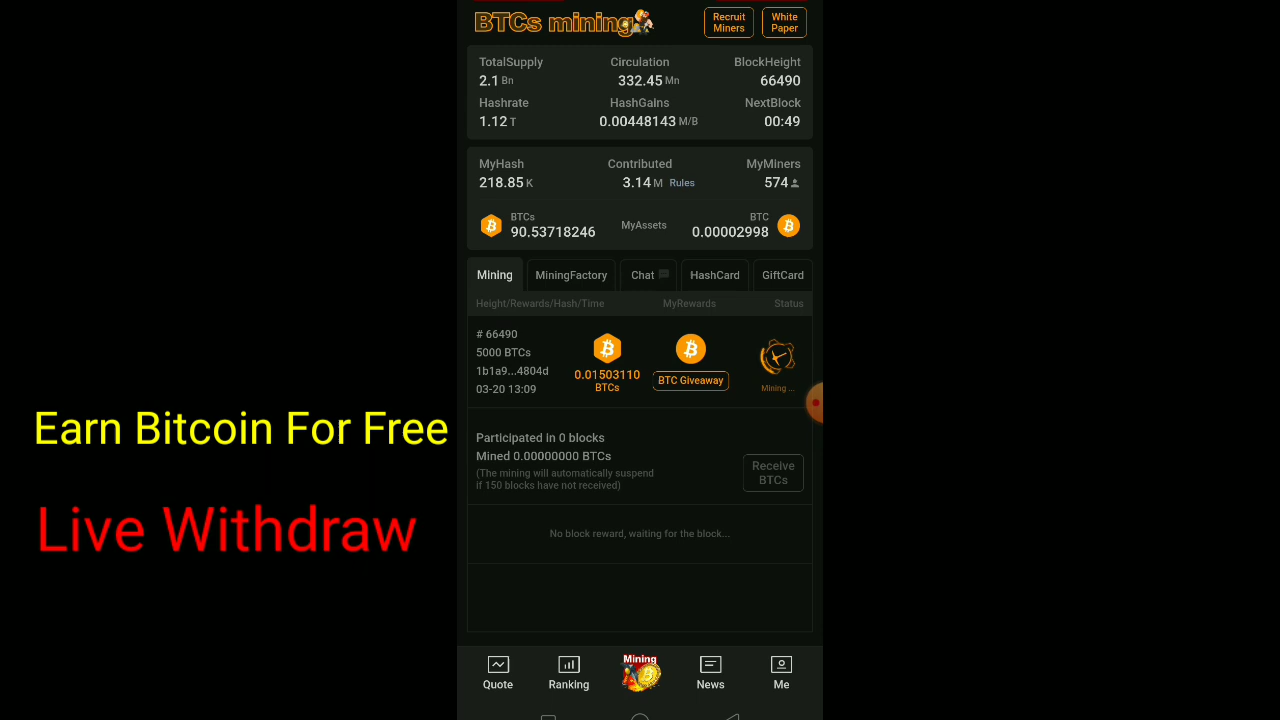 BTCs mining
Recruit Miners
White Paper
TotalSupply Circulation BlockHeight
2.1 Bn 332.45 Mn 66490
Hashrate HashGains NextBlock
1.12 T 0.00448143 M/B 00:49
MyHash Contributed MyMiners
218.85 K 3.14 M Rules 574
BTCs MyAssets BTC
90.53718246 0.00002998
Mining MiningFactory Chat HashCard GiftCard
Height/Rewards/Hash/Time MyRewards Status
# 66490
5000 BTCs
1b1a9...4804d
03-20 13:09
0.01503110
BTCs
BTC Giveaway
Mining ...
Earn Bitcoin For Free
Live Withdraw
Participated in 0 blocks
Mined 0.00000000 BTCs
(The mining will automatically suspend
if 150 blocks have not received)
Receive
BTCs
No block reward, waiting for the block...
Mining
Quote Ranking News Me